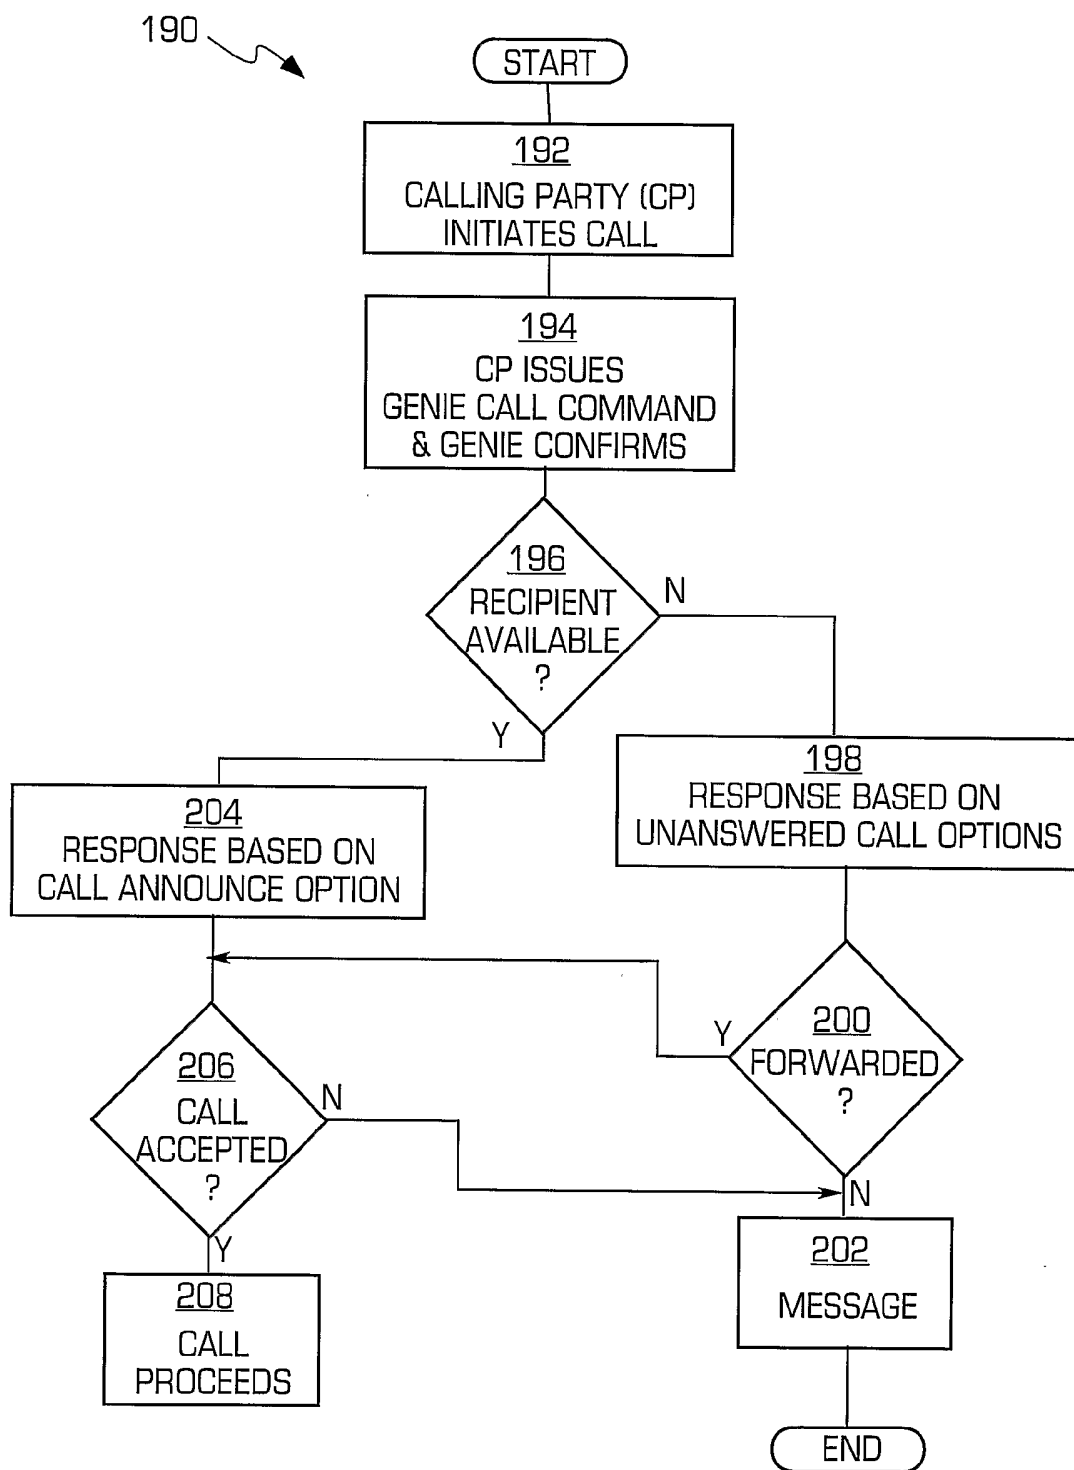 190
START
192
CALLING PARTY (CP)
INITIATES CALL
194
CP ISSUES
GENIE CALL COMMAND
& GENIE CONFIRMS
196
RECIPIENT
AVAILABLE
?
N
Y
198
RESPONSE BASED ON
UNANSWERED CALL OPTIONS
204
RESPONSE BASED ON
CALL ANNOUNCE OPTION
200
FORWARDED
?
Y
N
206
CALL
ACCEPTED
?
N
Y
202
MESSAGE
208
CALL
PROCEEDS
END